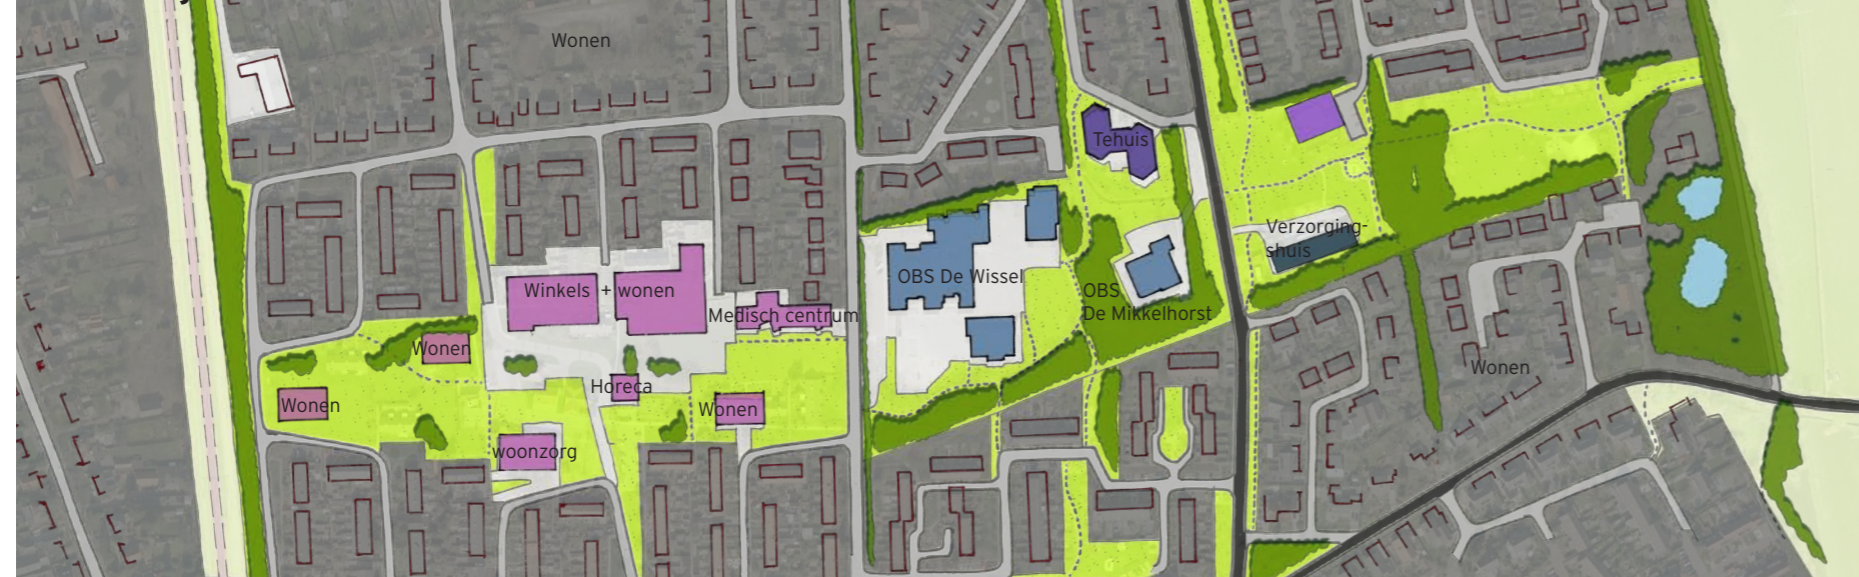 Wonen
Tehuis
Verzorging-
shuis
OBS De Wissel
OBS
De Mikkelhorst
Winkels + wonen
Medisch centrum
Wonen
Wonen
Horeca
Wonen
Wonen
woonzorg